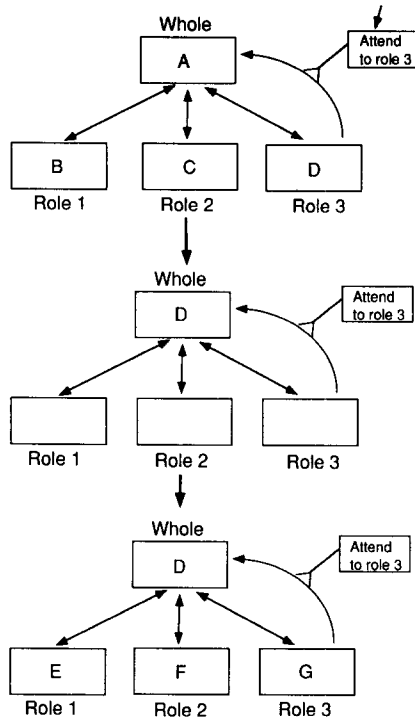 Whole
Attend
to role 3
A
B
C
D
Role 1
Role 2
Role 3
Whole
D
Attend
to role 3
Role 1
Role 2
Role 3
Whole
D
Attend
to role 3
E
F
G
Role 1
Role 2
Role 3